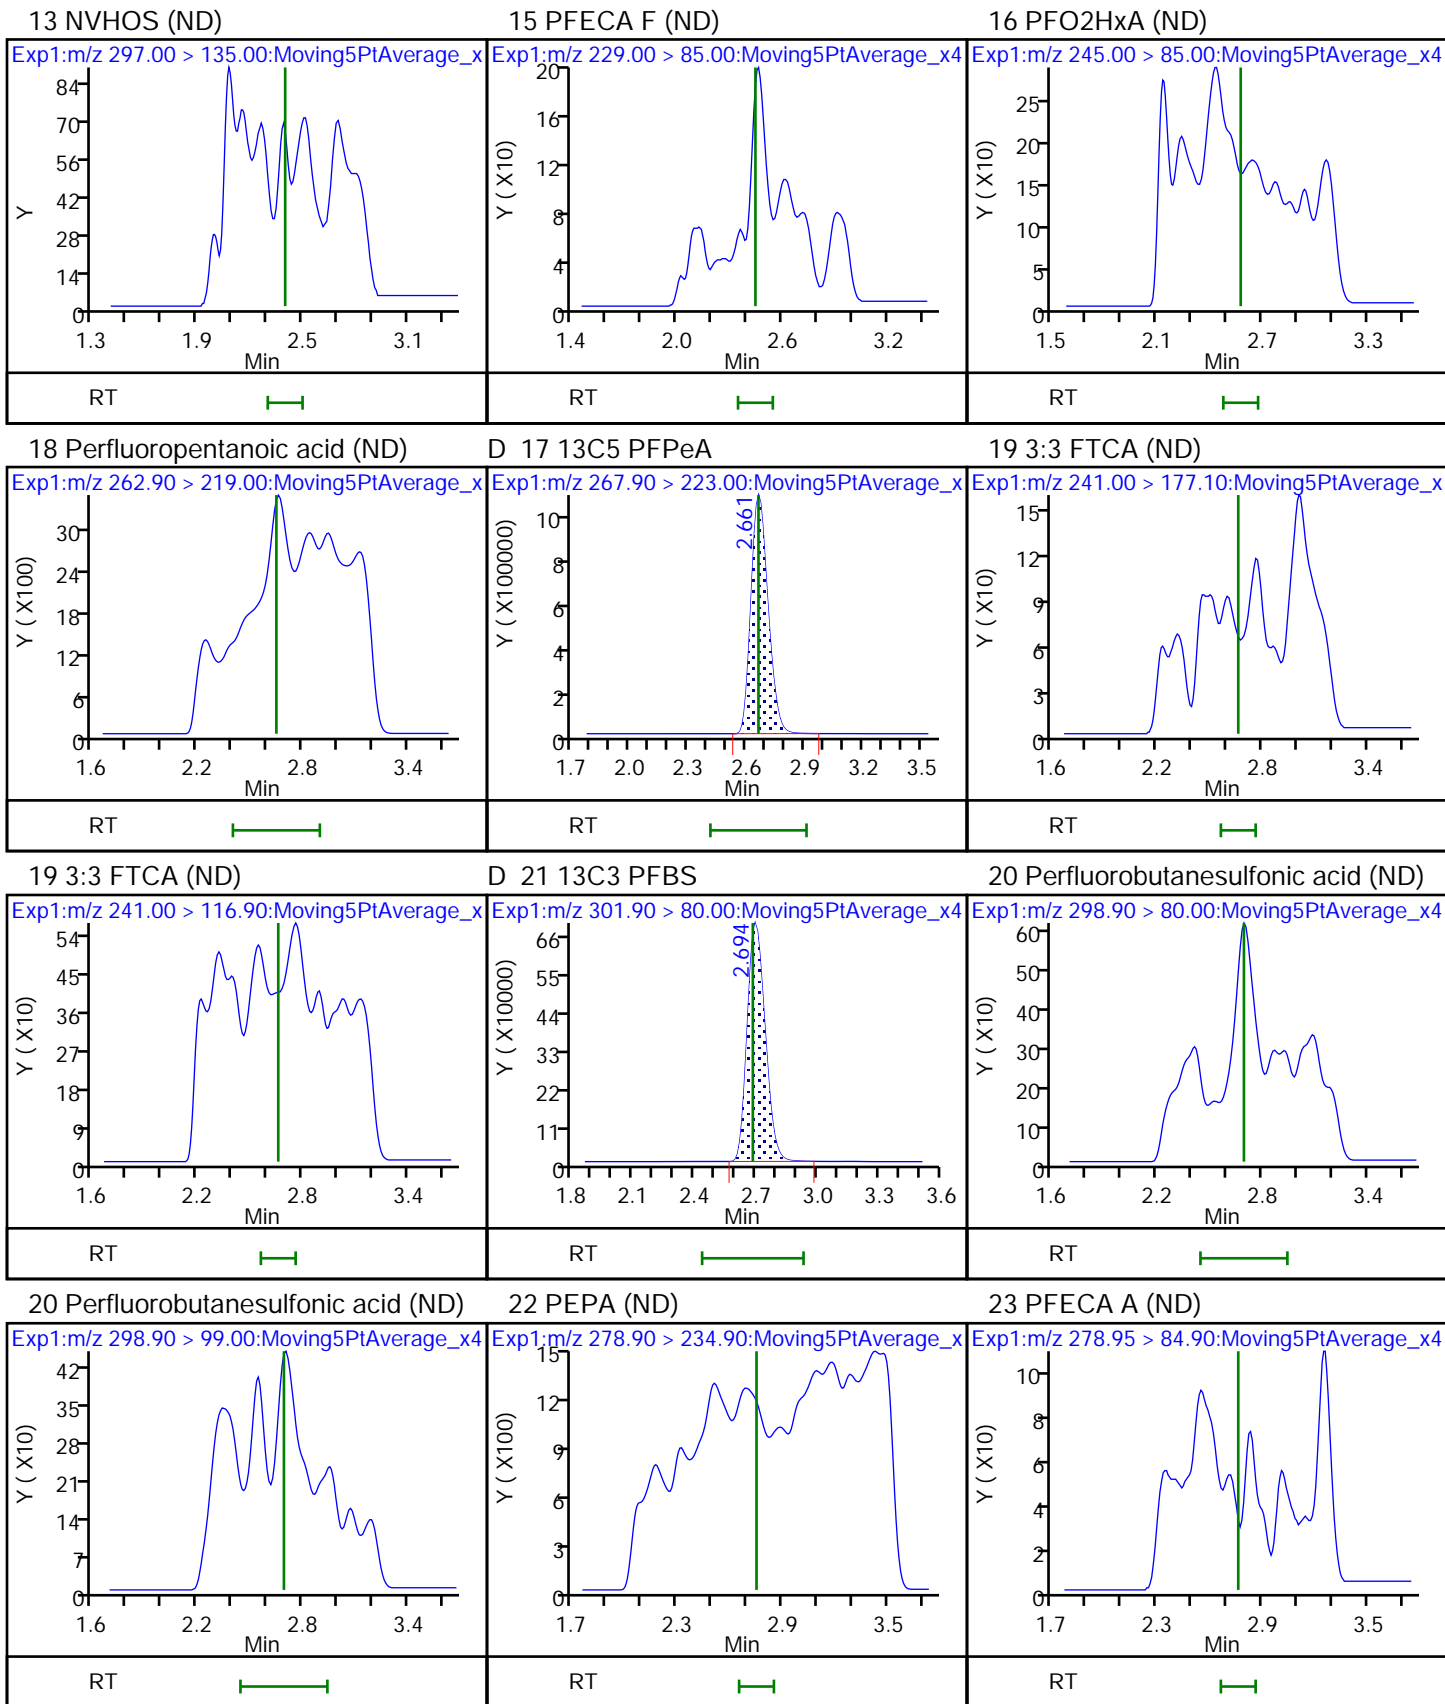 13 NVHOS (ND)
Exp1:m/z 297.00 > 135.00:Moving5PtAverage_x
84
70
56
42
28
14
0
Y
1.3 1.9 2.5 3.1
Min
RT
15 PFECA F (ND)
Exp1:m/z 229.00 > 85.00:Moving5PtAverage_x4
20
16
12
8
4
0
Y ( X10)
1.4 2.0 2.6 3.2
Min
RT
16 PFO2HxA (ND)
Exp1:m/z 245.00 > 85.00:Moving5PtAverage_x4
25
20
15
10
5
0
Y ( X10)
1.5 2.1 2.7 3.3
Min
RT
18 Perfluoropentanoic acid (ND)
Exp1:m/z 262.90 > 219.00:Moving5PtAverage_x
30
24
18
12
6
0
Y ( X100)
1.6 2.2 2.8 3.4
Min
RT
D 17 13C5 PFPeA
Exp1:m/z 267.90 > 223.00:Moving5PtAverage_x
2.661
10
8
6
4
2
0
Y ( X100000)
1.7 2.0 2.3 2.6 2.9 3.2 3.5
Min
RT
19 3:3 FTCA (ND)
Exp1:m/z 241.00 > 177.10:Moving5PtAverage_x
15
12
9
6
3
0
Y ( X10)
1.6 2.2 2.8 3.4
Min
RT
19 3:3 FTCA (ND)
Exp1:m/z 241.00 > 116.90:Moving5PtAverage_x
54
45
36
27
18
9
0
Y ( X10)
1.6 2.2 2.8 3.4
Min
RT
D 21 13C3 PFBS
Exp1:m/z 301.90 > 80.00:Moving5PtAverage_x4
2.694
66
55
44
33
22
11
0
Y ( X10000)
1.8 2.1 2.4 2.7 3.0 3.3 3.6
Min
RT
20 Perfluorobutanesulfonic acid (ND)
Exp1:m/z 298.90 > 80.00:Moving5PtAverage_x4
60
50
40
30
20
10
0
Y ( X10)
1.6 2.2 2.8 3.4
Min
RT
20 Perfluorobutanesulfonic acid (ND)
Exp1:m/z 298.90 > 99.00:Moving5PtAverage_x4
42
35
28
21
14
7
0
Y ( X10)
1.6 2.2 2.8 3.4
Min
RT
22 PEPA (ND)
Exp1:m/z 278.90 > 234.90:Moving5PtAverage_x
15
12
9
6
3
0
Y ( X100)
1.7 2.3 2.9 3.5
Min
RT
23 PFECA A (ND)
Exp1:m/z 278.95 > 84.90:Moving5PtAverage_x4
10
8
6
4
2
0
Y ( X10)
1.7 2.3 2.9 3.5
Min
RT